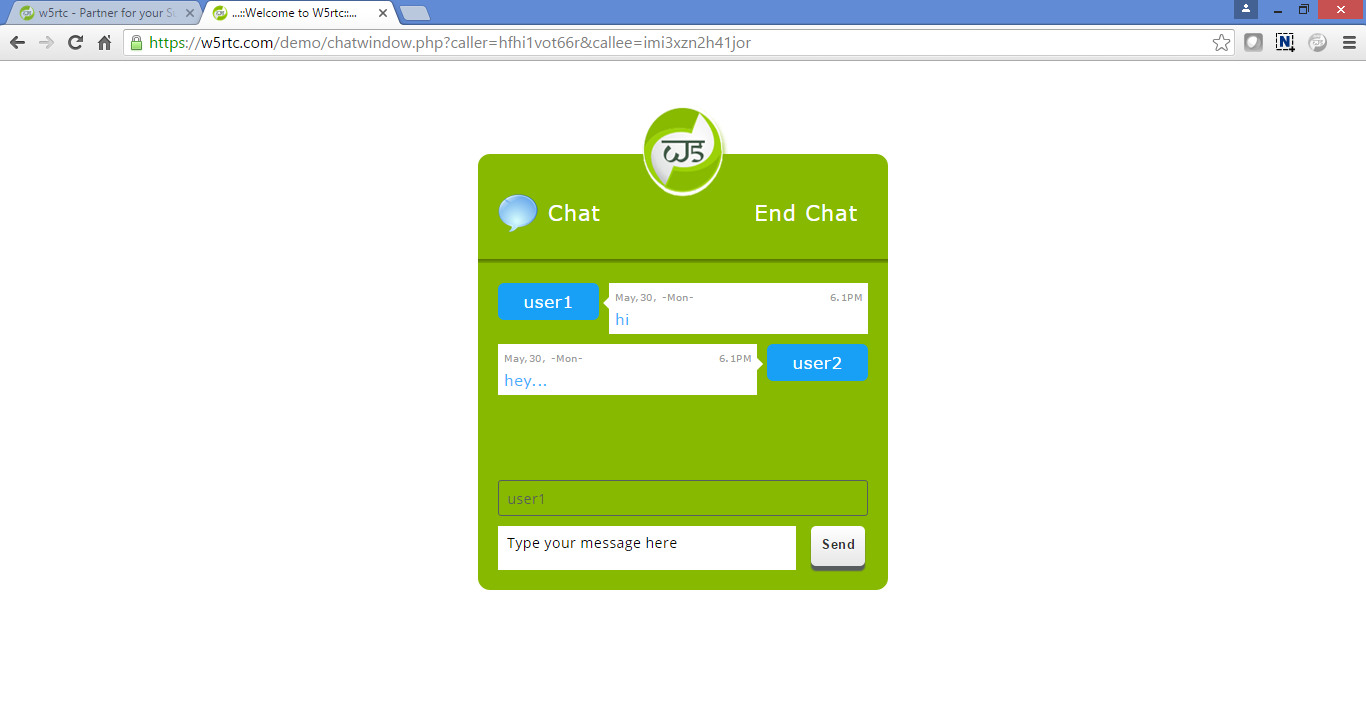 w5rtc - Partner for your Su
...::Welcome to W5rtc::...
https://w5rtc.com/demo/chatwindow.php?caller=hfhi1vot66r&callee=imi3xzn2h41jor
Chat
End Chat
user1
May,30, -Mon-
6.1PM
hi
May,30, -Mon-
6.1PM
user2
hey...
user1
Type your message here
Send